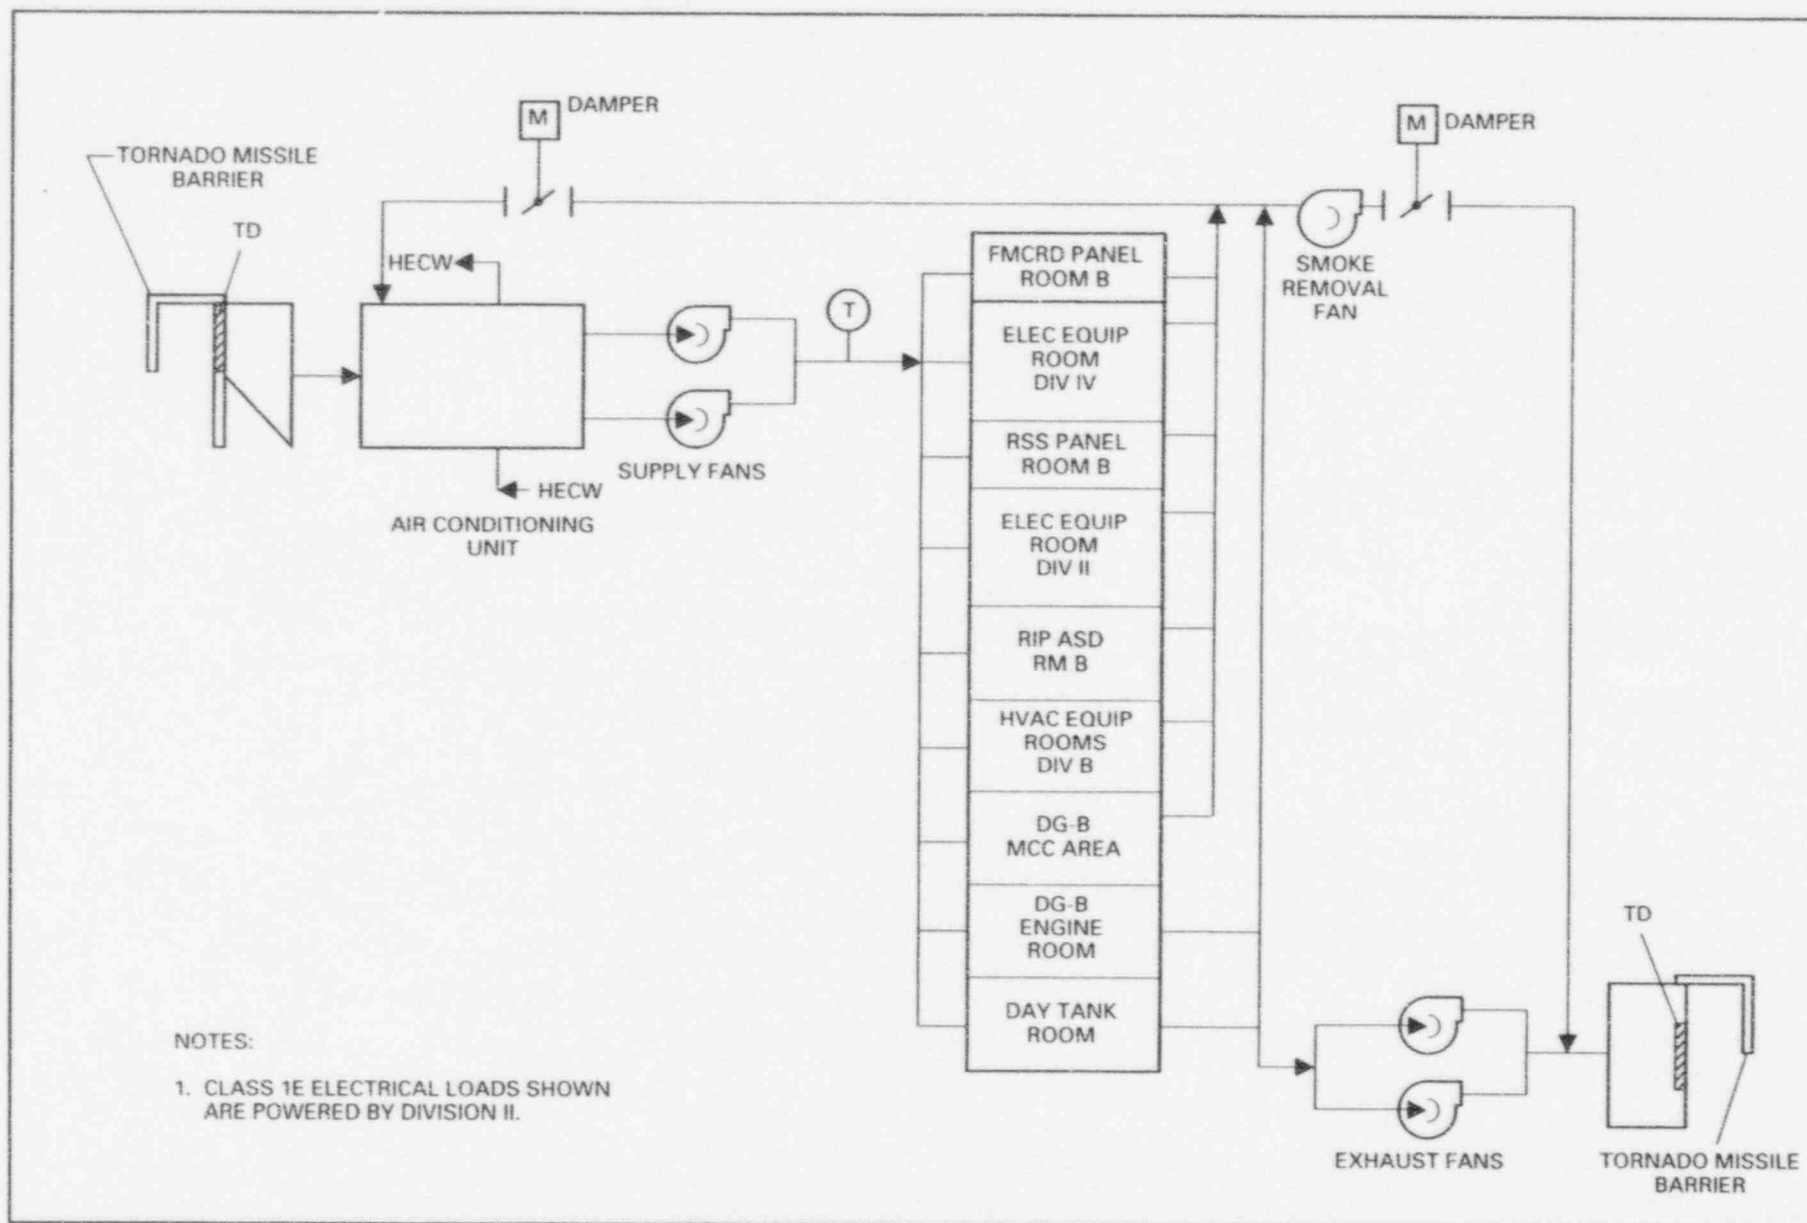 M
DAMPER
TORNADO MISSILE
BARRIER
TD
HECW
HECW
AIR CONDITIONING
UNIT
SUPPLY FANS
T
FMCRD PANEL
ROOM B
ELEC EQUIP
ROOM
DIV IV
RSS PANEL
ROOM B
ELEC EQUIP
ROOM
DIV II
RIP ASD
RM B
HVAC EQUIP
ROOMS
DIV B
DG-B
MCC AREA
DG-B
ENGINE
ROOM
DAY TANK
ROOM
M
DAMPER
SMOKE
REMOVAL
FAN
TD
EXHAUST FANS
TORNADO MISSILE
BARRIER
NOTES:
1. CLASS 1E ELECTRICAL LOADS SHOWN
ARE POWERED BY DIVISION II.